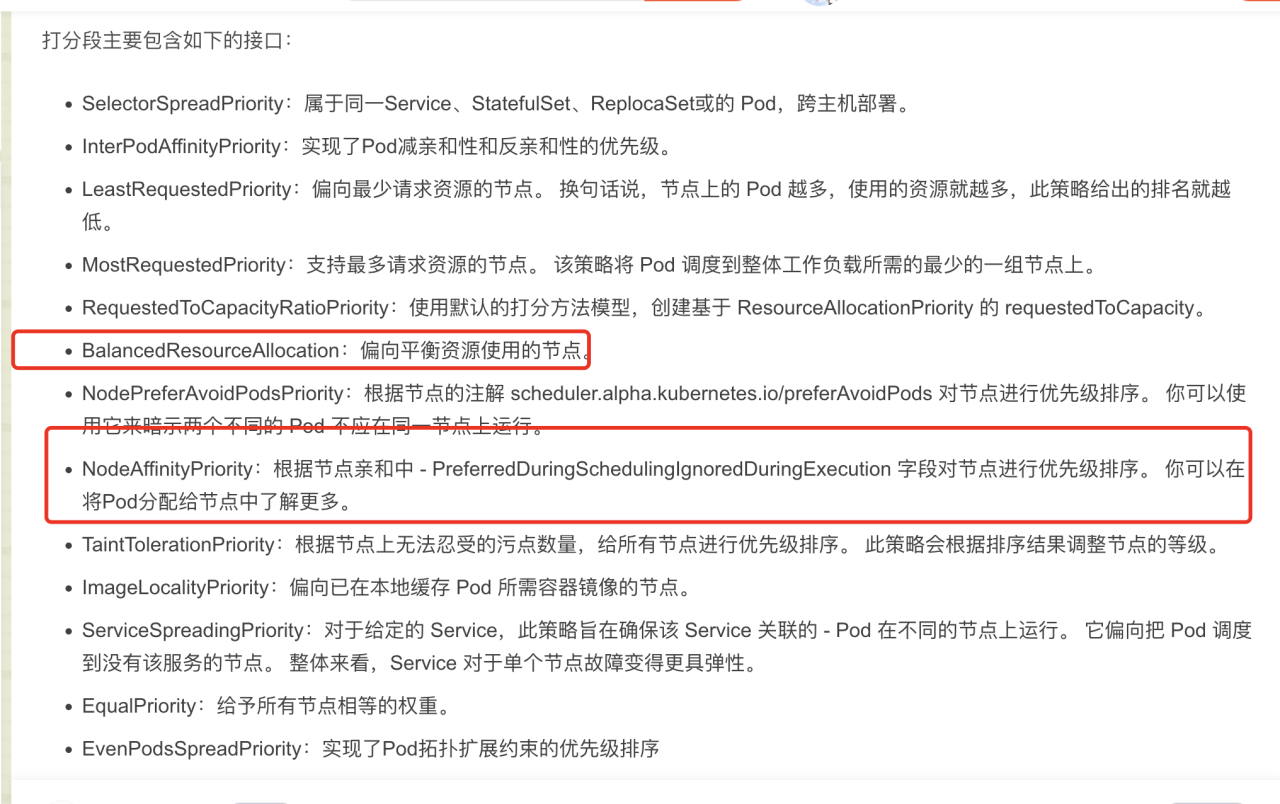 打分段主要包含如下的接口：
SelectorSpreadPriority：属于同一Service、StatefulSet、ReplocaSet或的 Pod，跨主机部署。
InterPodAffinityPriority：实现了Pod减亲和性和反亲和性的优先级。
LeastRequestedPriority：偏向最少请求资源的节点。 换句话说，节点上的 Pod 越多，使用的资源就越多，此策略给出的排名就越
低。
MostRequestedPriority：支持最多请求资源的节点。 该策略将 Pod 调度到整体工作负载所需的最少的一组节点上。
RequestedToCapacityRatioPriority：使用默认的打分方法模型，创建基于 ResourceAllocationPriority 的 requestedToCapacity。
BalancedResourceAllocation：偏向平衡资源使用的节点。
NodePreferAvoidPodsPriority：根据节点的注解 scheduler.alpha.kubernetes.io/preferAvoidPods 对节点进行优先级排序。 你可以使
用它来暗示两个不同的 Pod 不应在同一节点上运行。
NodeAffinityPriority：根据节点亲和中 - PreferredDuringSchedulingIgnoredDuringExecution 字段对节点进行优先级排序。 你可以在
将Pod分配给节点中了解更多。
TaintTolerationPriority：根据节点上无法忍受的污点数量，给所有节点进行优先级排序。 此策略会根据排序结果调整节点的等级。
ImageLocalityPriority：偏向已在本地缓存 Pod 所需容器镜像的节点。
ServiceSpreadingPriority：对于给定的 Service，此策略旨在确保该 Service 关联的 - Pod 在不同的节点上运行。 它偏向把 Pod 调度
到没有该服务的节点。 整体来看，Service 对于单个节点故障变得更具弹性。
EqualPriority：给予所有节点相等的权重。
EvenPodsSpreadPriority：实现了Pod拓扑扩展约束的优先级排序